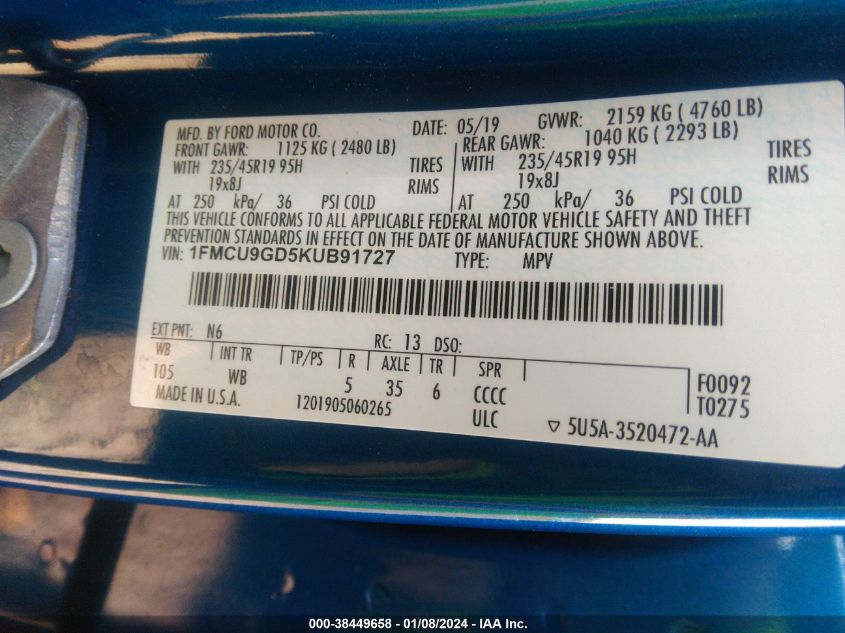 MFD. BY FORD MOTOR CO. DATE: 05/19 GVWR: 2159 KG ( 4760 LB)
FRONT GAWR: 1125 KG ( 2480 LB) REAR GAWR: 1040 KG ( 2293 LB)
WITH 235/45R19 95H TIRES WITH 235/45R19 95H TIRES
19x8J RIMS 19x8J RIMS
AT 250 kPa/ 36 PSI COLD AT 250 kPa/ 36 PSI COLD
THIS VEHICLE CONFORMS TO ALL APPLICABLE FEDERAL MOTOR VEHICLE SAFETY AND THEFT
PREVENTION STANDARDS IN EFFECT ON THE DATE OF MANUFACTURE SHOWN ABOVE.
VIN: 1FMCU9GD5KUB91727 TYPE: MPV
EXT PNT: N6 RC: 13 DSO:
WB INT TR TP/PS R AXLE TR SPR
105 WB 5 35 6 CCCC F0092
MADE IN U.S.A. 1201905060265 ULC T0275
5U5A-3520472-AA
000-38449658 - 01/08/2024 - IAA Inc.